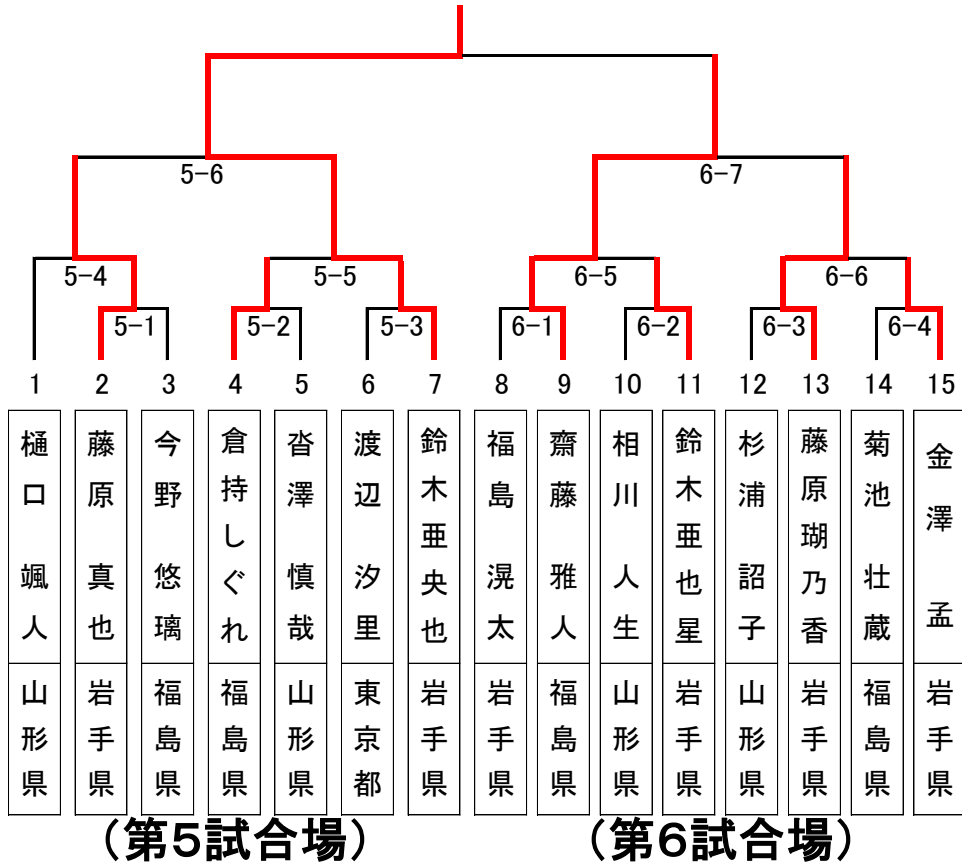 5-6
6-7
5-4
5-5
6-5
6-6
5-1
5-2
5-3
6-1
6-2
6-3
6-4
1 2 3 4 5 6 7 8 9 10 11 12 13 14 15
樋口 颯人
藤原 真也
今野 悠璃
倉持しぐれ
沓澤 慎哉
渡辺 汐里
鈴木亜央也
福島 滉太
齋藤 雅人
相川 人生
鈴木亜也星
杉浦 詔子
藤原瑚乃香
菊池 壮蔵
金澤 孟
山形県
岩手県
福島県
福島県
山形県
東京都
岩手県
岩手県
福島県
山形県
岩手県
山形県
岩手県
福島県
岩手県
（第5試合場）
（第6試合場）